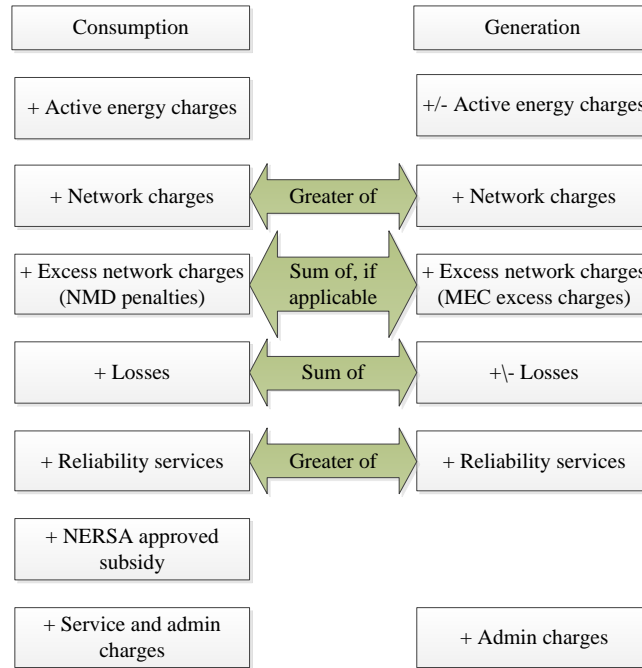 Consumption
Generation
+ Active energy charges
+/- Active energy charges
+ Network charges
Greater of
+ Network charges
+ Excess network charges
(NMD penalties)
Sum of, if
applicable
+ Excess network charges
(MEC excess charges)
+ Losses
Sum of
+\- Losses
+ Reliability services
Greater of
+ Reliability services
+ NERSA approved
subsidy
+ Service and admin
charges
+ Admin charges